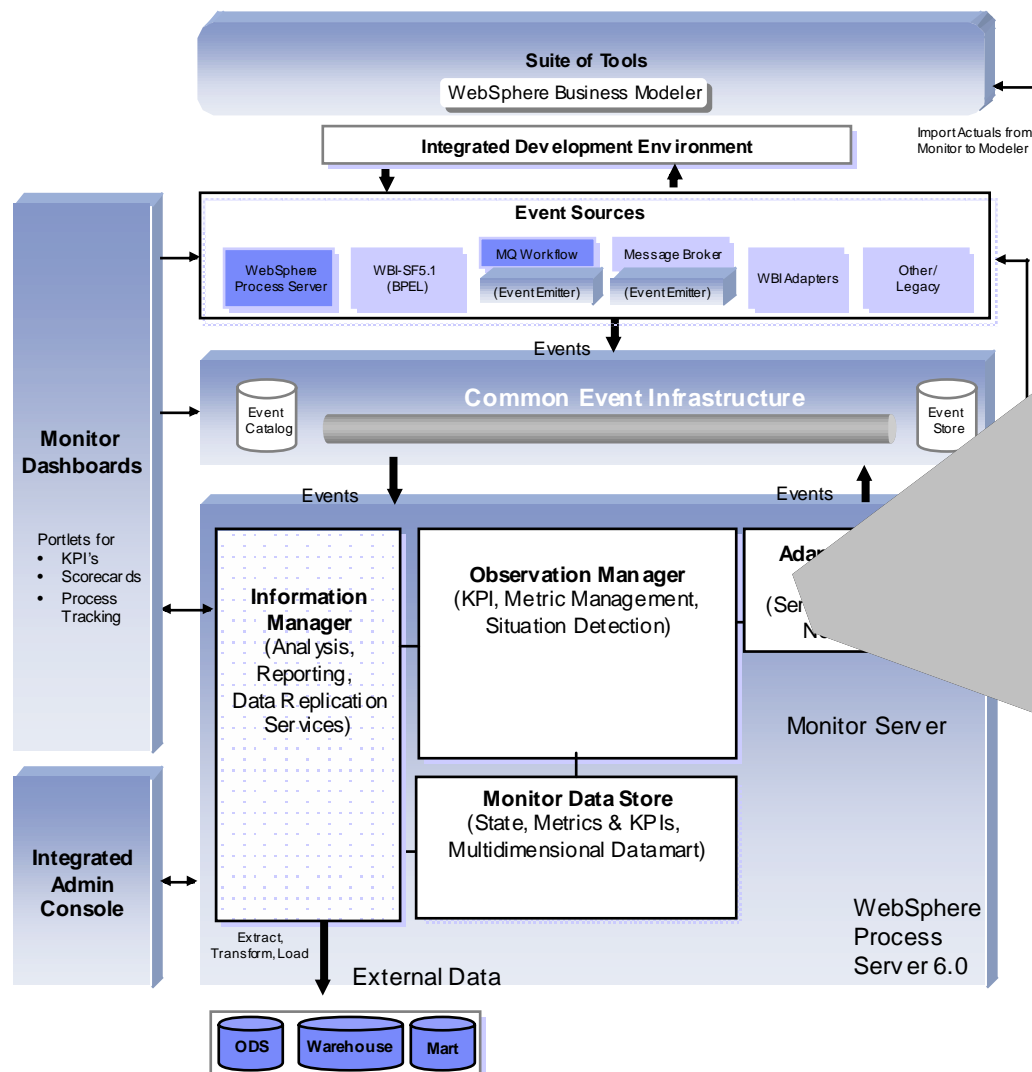 Suite of Tools
WebSphere Business Modeler
Import Actuals from
Monitor to Modeler
Integrated Development Environment
Event Sources
WebSphere
Process Server
WBI-SF5.1
(BPEL)
MQ Workflow
(Event Emitter)
Message Broker
(Event Emitter)
WBI Adapters
Other/
Legacy
Events
Common Event Infrastructure
Event
Catalog
Event
Store
Monitor
Dashboards
Portlets for
• KPI's
• Scorecards
• Process
Tracking
Events
Events
Information
Manager
(Analysis,
Reporting,
Data Replication
Services)
Observation Manager
(KPI, Metric Management,
Situation Detection)
Monitor Server
Monitor Data Store
(State, Metrics & KPIs,
Multidimensional Datamart)
Integrated
Admin
Console
WebSphere
Process
Server 6.0
Extract,
Transform, Load
External Data
ODS
Warehouse
Mart